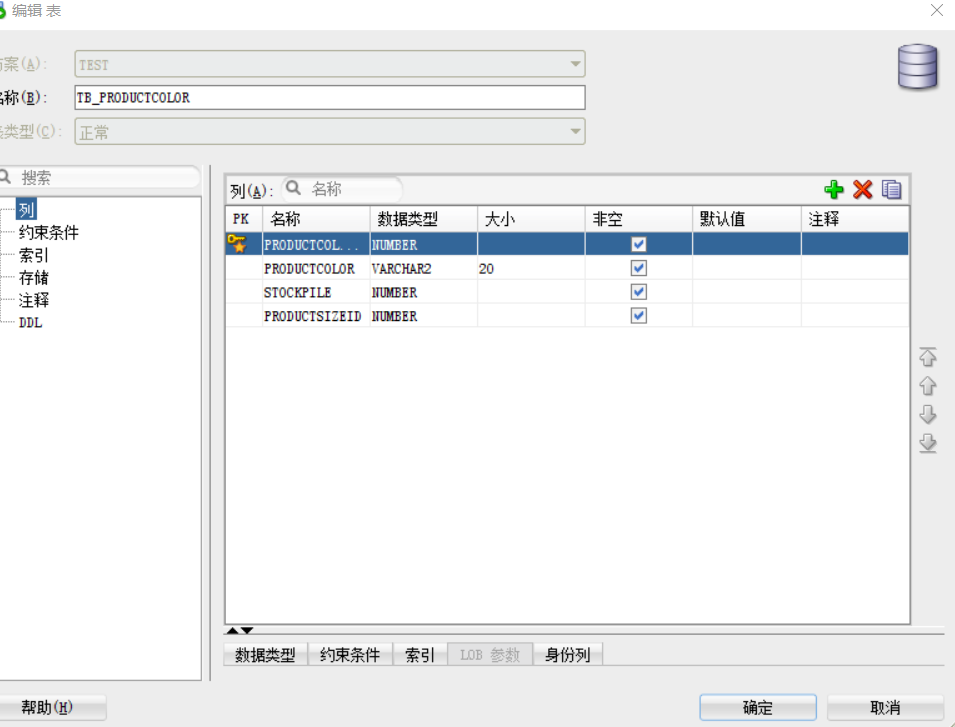 编辑 表
案(A):
TEST
称(B):
TB_PRODUCTCOLOR
类型(C):
正常
搜索
列
约束条件
索引
存储
注释
DDL
列(A):
名称
PK 名称 数据类型 大小 非空 默认值 注释
PRODUCTCOL... NUMBER
PRODUCTCOLOR VARCHAR2 20
STOCKPILE NUMBER
PRODUCTSIZEID NUMBER
数据类型 约束条件 索引 LOB 参数 身份列
帮助(H) 确定 取消